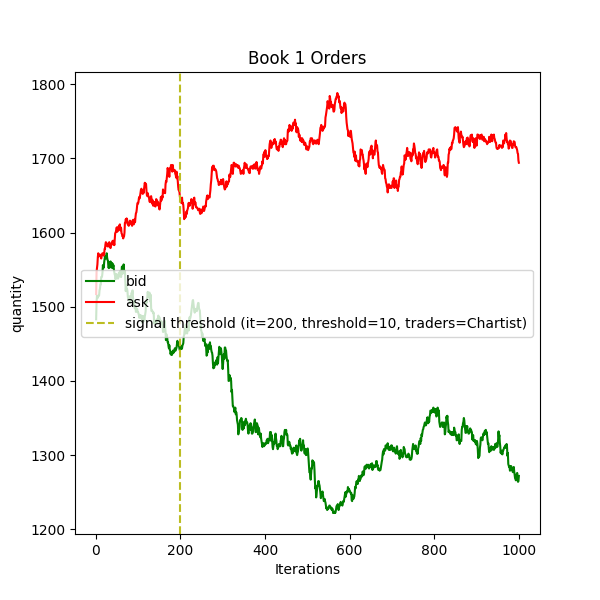 Book 1 Orders
1800
1700
1600
1500
1400
1300
1200
quantity
bid
ask
signal threshold (it=200, threshold=10, traders=Chartist)
0 200 400 600 800 1000
Iterations